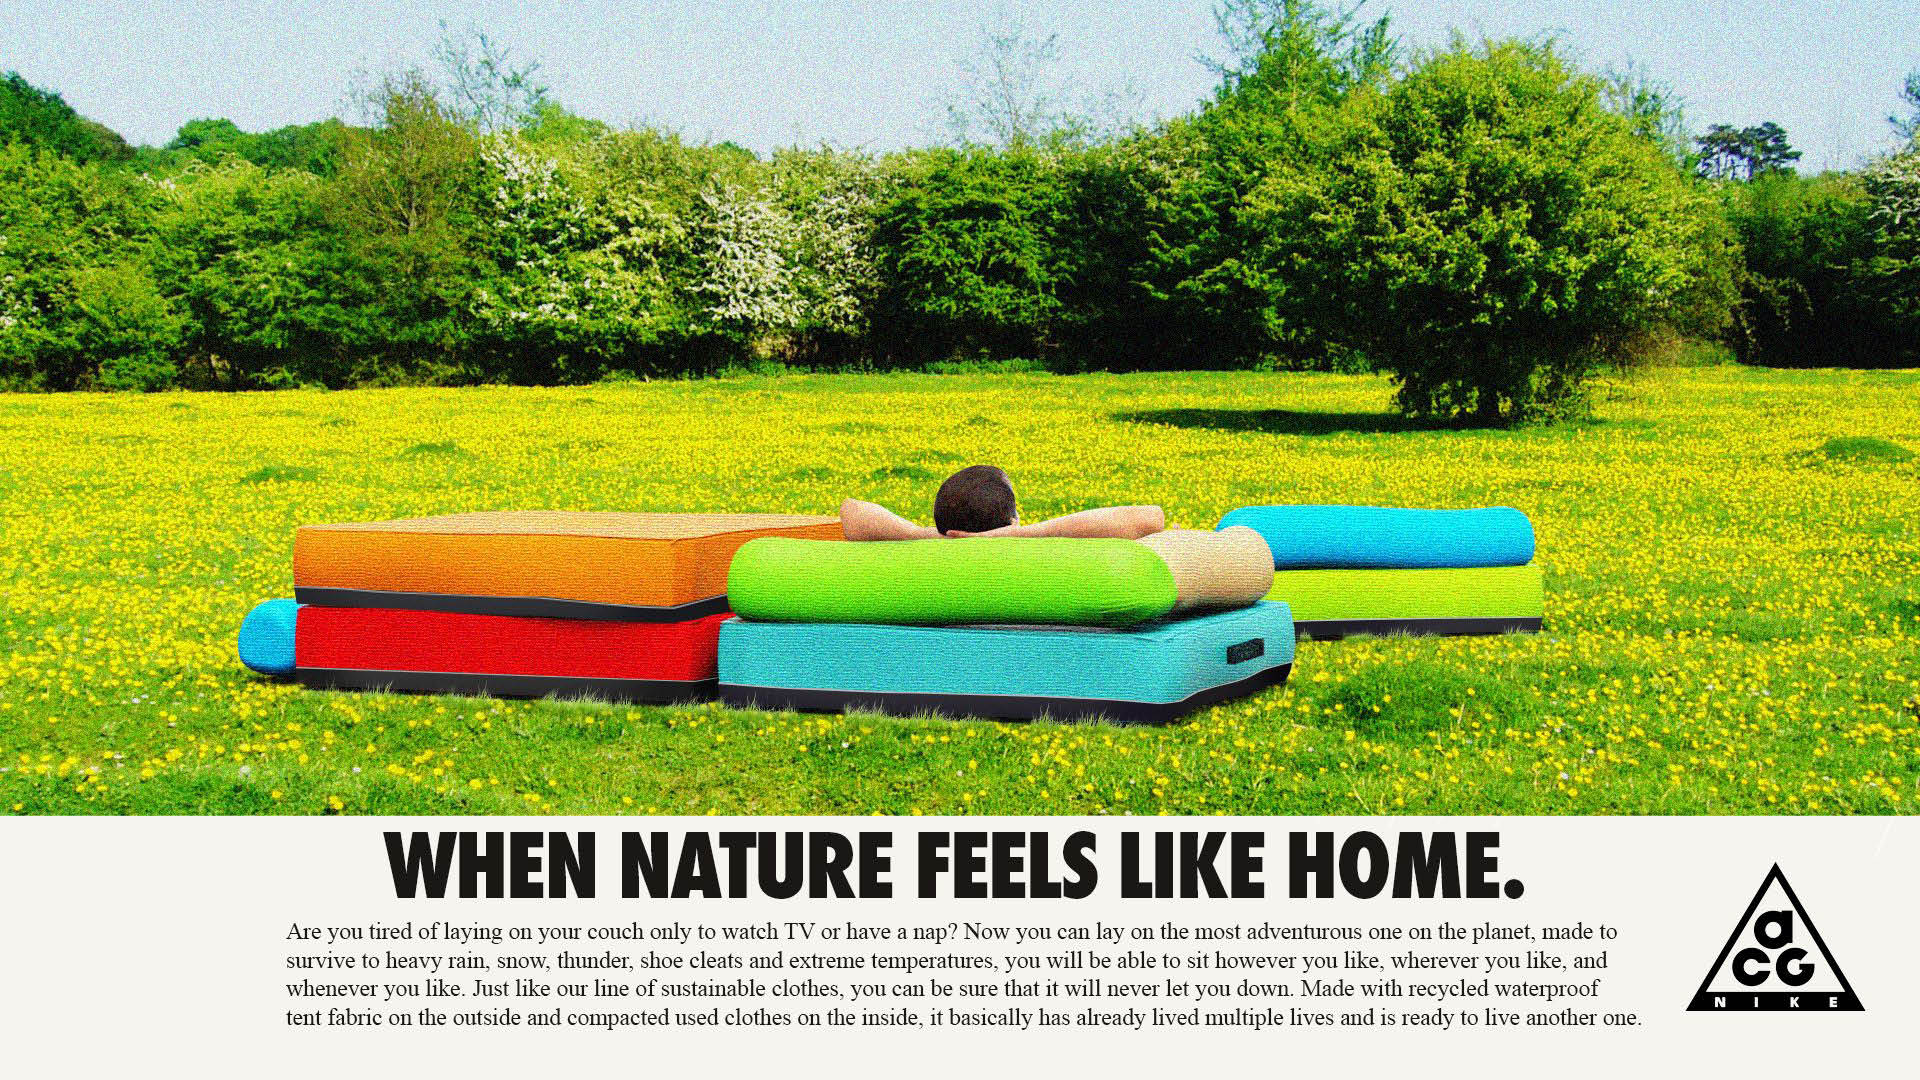 WHEN NATURE FEELS LIKE HOME.
Are you tired of laying on your couch only to watch TV or have a nap? Now you can lay on the most adventurous one on the planet, made to
survive to heavy rain, snow, thunder, shoe cleats and extreme temperatures, you will be able to sit however you like, wherever you like, and
whenever you like. Just like our line of sustainable clothes, you can be sure that it will never let you down. Made with recycled waterproof
tent fabric on the outside and compacted used clothes on the inside, it basically has already lived multiple lives and is ready to live another one.
a
CG
NIKE